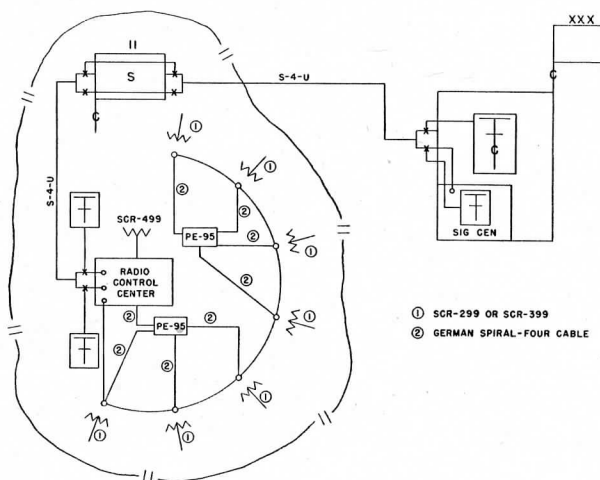 XXX
II
S
C
S-4-U
C
C
①
②
①
②
S-4-U
SCR-499
PE-95
②
①
SIG CEN
RADIO
CONTROL
CENTER
②
① SCR-299 OR SCR-399
② GERMAN SPIRAL-FOUR CABLE
②
PE-95
②
①
②
②
①
①
①